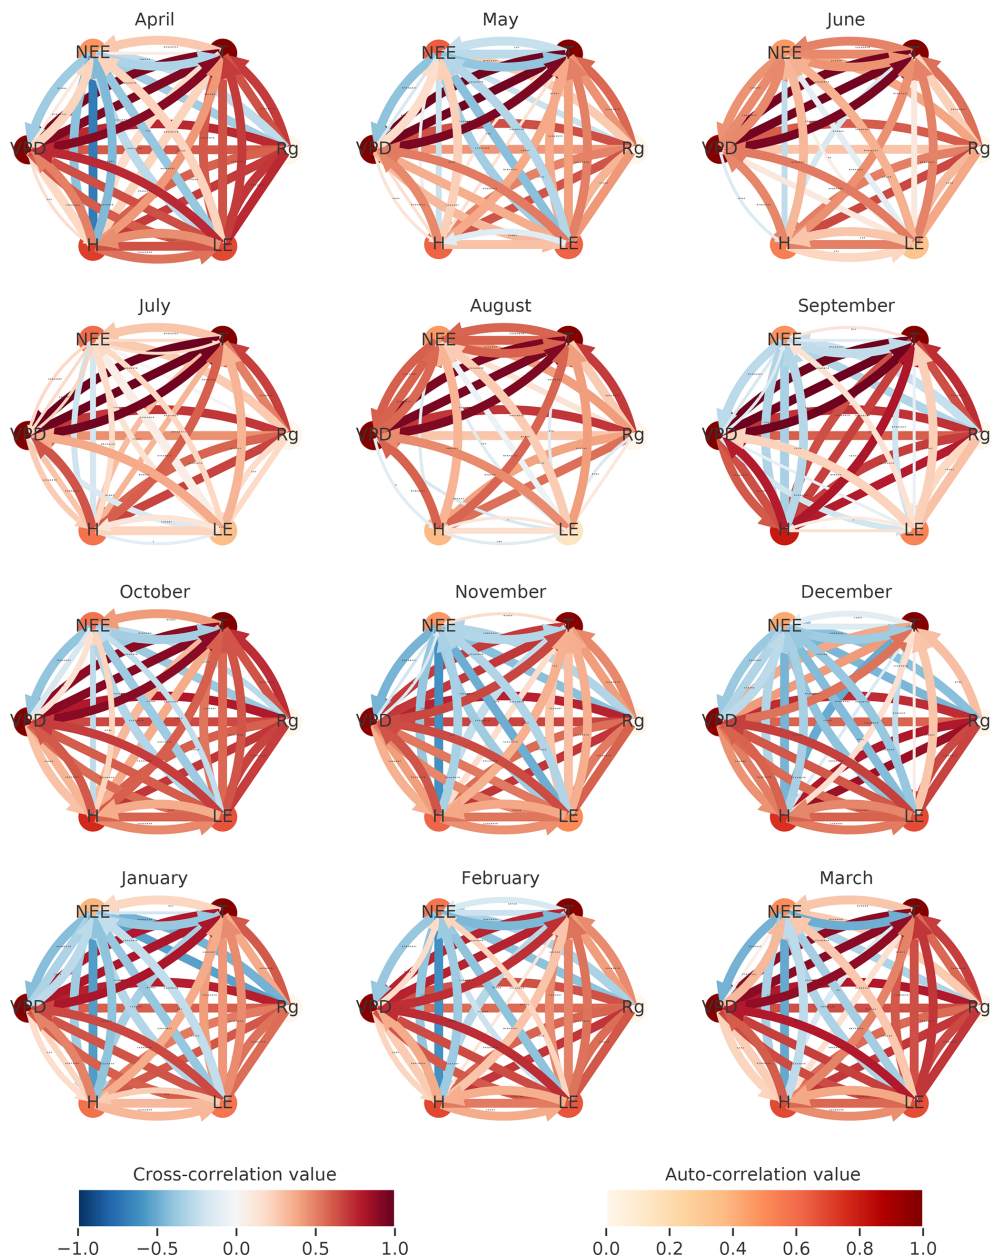 April May June
NEE T NEE T NEE T
VPD Rg VPD Rg VPD Rg
H LE H LE H LE
July August September
NEE T NEE T NEE T
VPD Rg VPD Rg VPD Rg
H LE H LE H LE
October November December
NEE T NEE T NEE T
VPD Rg VPD Rg VPD Rg
H LE H LE H LE
January February March
NEE T NEE T NEE T
VPD Rg VPD Rg VPD Rg
H LE H LE H LE
Cross-correlation value Auto-correlation value
−1.0 −0.5 0.0 0.5 1.0 0.0 0.2 0.4 0.6 0.8 1.0